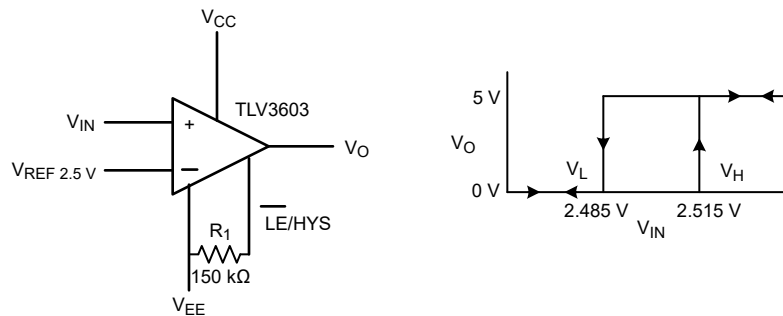 VCC
TLV3603
VIN
+
VREF 2.5 V
−
VO
LE/HYS
R1
150 kΩ
VEE
5 V
VO
0 V
VL
VH
2.485 V
2.515 V
VIN